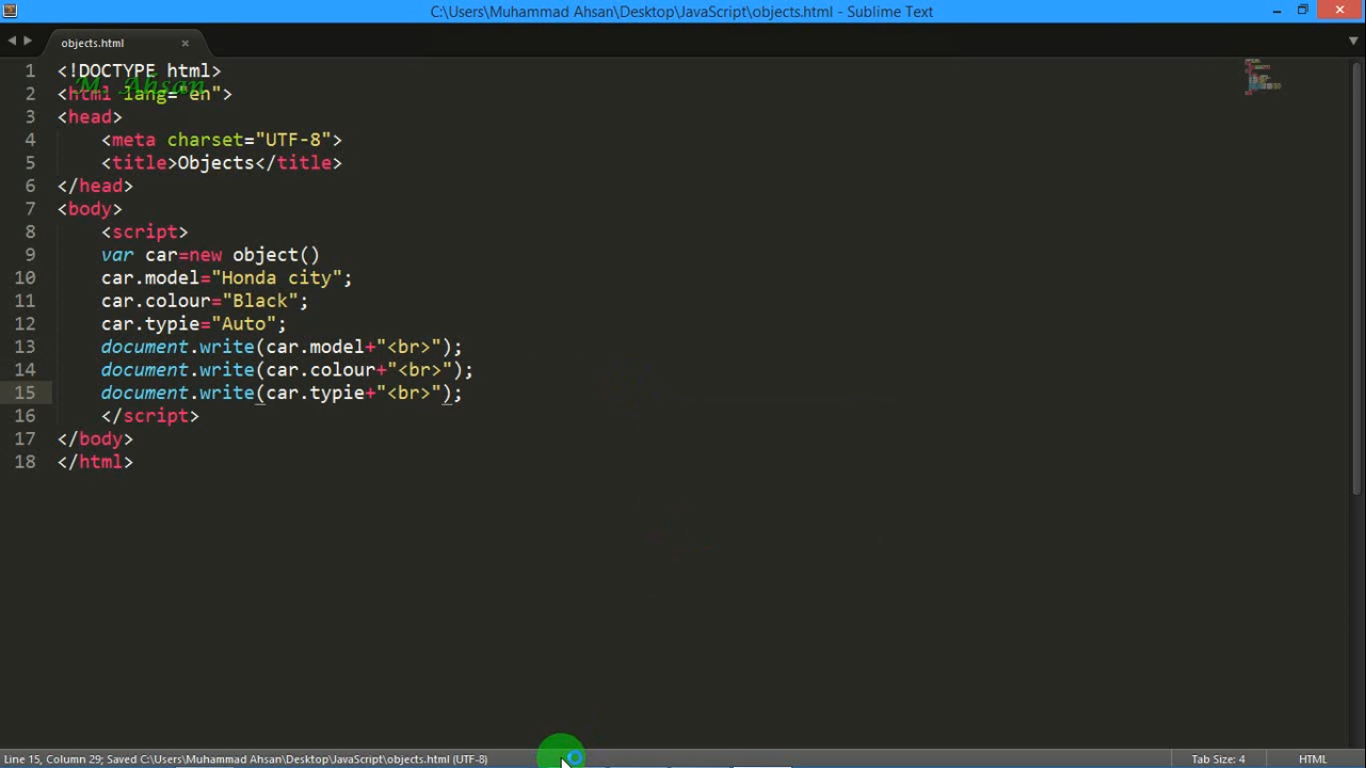 C:\Users\Muhammad Ahsan\Desktop\JavaScript\objects.html - Sublime Text
objects.html
M. Ahsan
1 <!DOCTYPE html>
2 <html lang="en">
3 <head>
4 <meta charset="UTF-8">
5 <title>Objects</title>
6 </head>
7 <body>
8 <script>
9 var car=new object()
10 car.model="Honda city";
11 car.colour="Black";
12 car.typie="Auto";
13 document.write(car.model+"<br>");
14 document.write(car.colour+"<br>");
15 document.write(car.typie+"<br>");
16 </script>
17 </body>
18 </html>
Line 15, Column 29; Saved C:\Users\Muhammad Ahsan\Desktop\JavaScript\objects.html (UTF-8)
Tab Size: 4
HTML